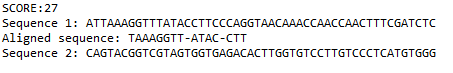 SCORE:27
Sequence 1: ATTAAAGGTTTATACCTTCCCAGGTAACAAACCAACCAACTTTCGATCTC
Aligned sequence: TAAAGGTT-ATAC-CTT
Sequence 2: CAGTACGGTCGTAGTGGTGAGACACTTGGTGTCCTTGTCCCTCATGTGGG